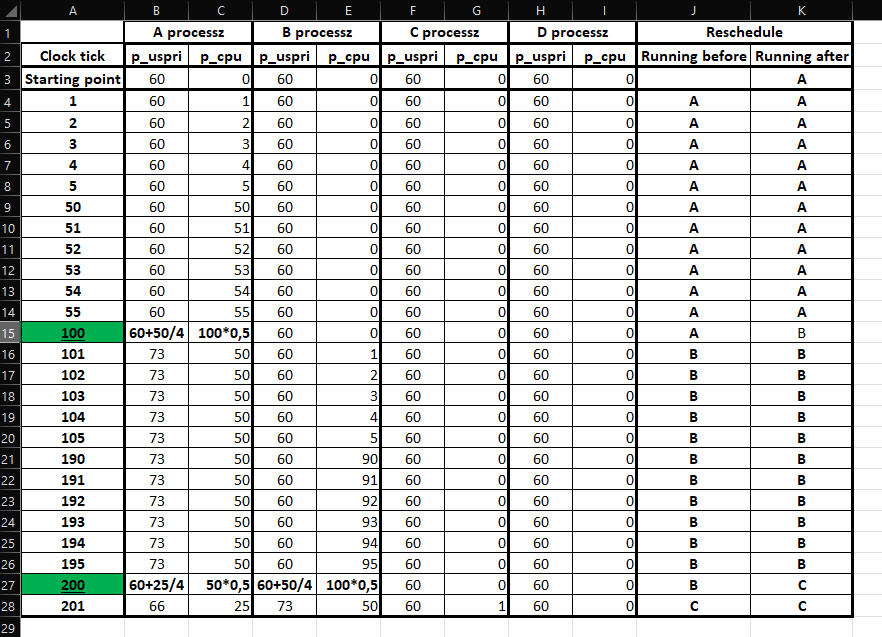 A B C D E F G H I J K
1 A processz B processz C processz D processz Reschedule
2 Clock tick p_uspri p_cpu p_uspri p_cpu p_uspri p_cpu p_uspri p_cpu Running before Running after
3 Starting point 60 0 60 0 60 0 60 0 A
4 1 60 1 60 0 60 0 60 0 A A
5 2 60 2 60 0 60 0 60 0 A A
6 3 60 3 60 0 60 0 60 0 A A
7 4 60 4 60 0 60 0 60 0 A A
8 5 60 5 60 0 60 0 60 0 A A
9 50 60 50 60 0 60 0 60 0 A A
10 51 60 51 60 0 60 0 60 0 A A
11 52 60 52 60 0 60 0 60 0 A A
12 53 60 53 60 0 60 0 60 0 A A
13 54 60 54 60 0 60 0 60 0 A A
14 55 60 55 60 0 60 0 60 0 A A
15 100 60+50/4 100*0,5 60 0 60 0 60 0 A B
16 101 73 50 60 1 60 0 60 0 B B
17 102 73 50 60 2 60 0 60 0 B B
18 103 73 50 60 3 60 0 60 0 B B
19 104 73 50 60 4 60 0 60 0 B B
20 105 73 50 60 5 60 0 60 0 B B
21 190 73 50 60 90 60 0 60 0 B B
22 191 73 50 60 91 60 0 60 0 B B
23 192 73 50 60 92 60 0 60 0 B B
24 193 73 50 60 93 60 0 60 0 B B
25 194 73 50 60 94 60 0 60 0 B B
26 195 73 50 60 95 60 0 60 0 B B
27 200 60+25/4 50*0,5 60+50/4 100*0,5 60 0 60 0 B C
28 201 66 25 73 50 60 1 60 0 C C
29